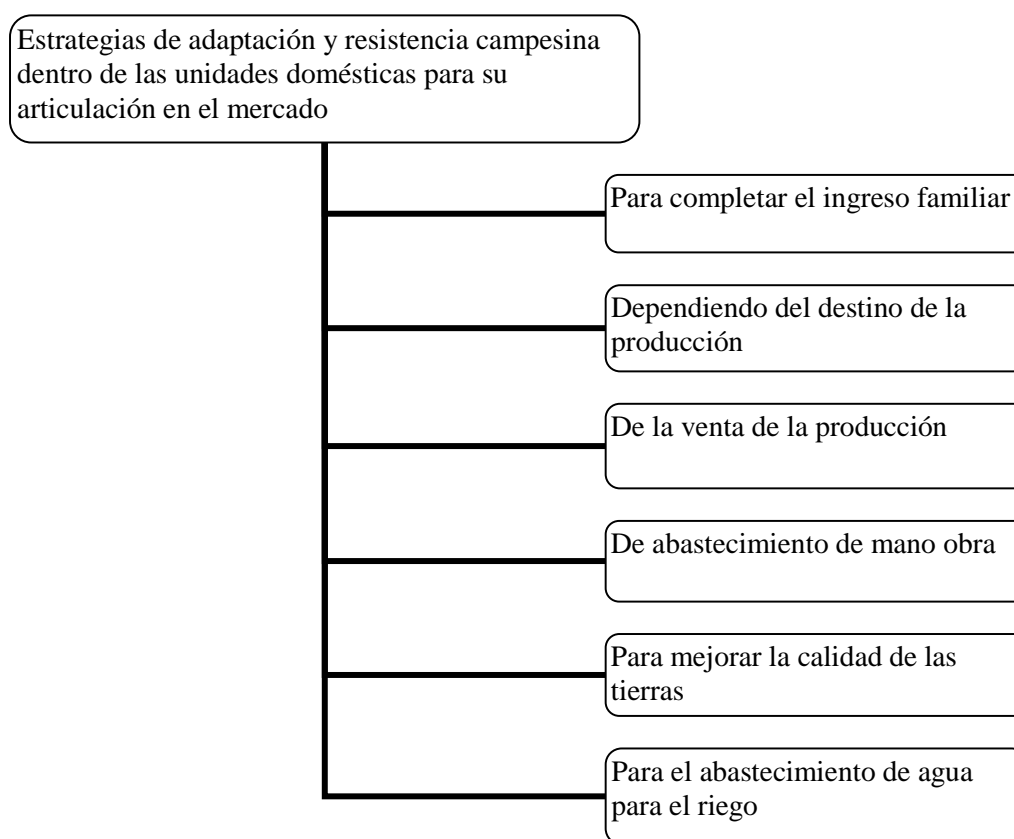 Estrategias de adaptación y resistencia campesina
dentro de las unidades domésticas para su
articulación en el mercado
Para completar el ingreso familiar
Dependiendo del destino de la
producción
De la venta de la producción
De abastecimiento de mano obra
Para mejorar la calidad de las
tierras
Para el abastecimiento de agua
para el riego